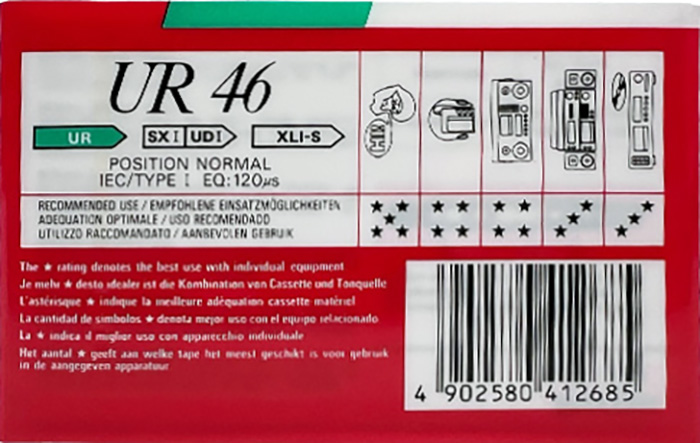 UR 46
UR SX I UD I XLI-S
POSITION NORMAL
IEC/TYPE I EQ:120µs
RECOMMENDED USE / EMPFOHLENE EINSATZMÖGLICHKEITEN
ADEQUATION OPTIMALE / USO RECOMENDADO
UTILIZZO RACCOMANDATO / AANBEVOLEN GEBRUIK
The ★ rating denotes the best use with individual equipment
Je mehr ★ desto idealer ist die Kombination von Cassette und Tonquelle
L'astérisque ★ indique la meilleure adéquation cassette matériel
La cantidad de simbolos ★ denota mejor uso con el equipo relacionado
La ★ indica il miglior uso con apparecchio individuale
Het aantal ★ geeft aan welke tape het meest geschikt is voor gebruik
in de aangegeven apparatuur
4 902580 412685